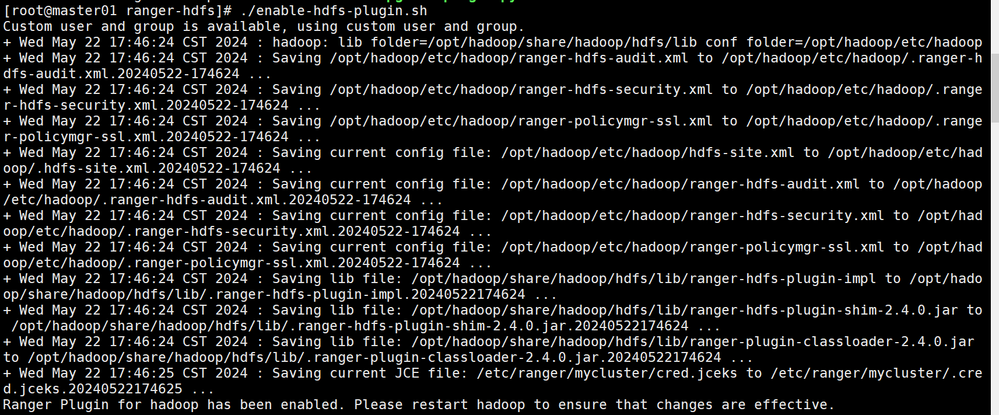 [root@master01 ranger-hdfs]# ./enable-hdfs-plugin.sh
Custom user and group is available, using custom user and group.
+ Wed May 22 17:46:24 CST 2024 : hadoop: lib folder=/opt/hadoop/share/hadoop/hdfs/lib conf folder=/opt/hadoop/etc/hadoop
+ Wed May 22 17:46:24 CST 2024 : Saving /opt/hadoop/etc/hadoop/ranger-hdfs-audit.xml to /opt/hadoop/etc/hadoop/.ranger-h
dfs-audit.xml.20240522-174624 ...
+ Wed May 22 17:46:24 CST 2024 : Saving /opt/hadoop/etc/hadoop/ranger-hdfs-security.xml to /opt/hadoop/etc/hadoop/.range
r-hdfs-security.xml.20240522-174624 ...
+ Wed May 22 17:46:24 CST 2024 : Saving /opt/hadoop/etc/hadoop/ranger-policymgr-ssl.xml to /opt/hadoop/etc/hadoop/.range
r-policymgr-ssl.xml.20240522-174624 ...
+ Wed May 22 17:46:24 CST 2024 : Saving current config file: /opt/hadoop/etc/hadoop/hdfs-site.xml to /opt/hadoop/etc/had
oop/.hdfs-site.xml.20240522-174624 ...
+ Wed May 22 17:46:24 CST 2024 : Saving current config file: /opt/hadoop/etc/hadoop/ranger-hdfs-audit.xml to /opt/hadoop
/etc/hadoop/.ranger-hdfs-audit.xml.20240522-174624 ...
+ Wed May 22 17:46:24 CST 2024 : Saving current config file: /opt/hadoop/etc/hadoop/ranger-hdfs-security.xml to /opt/had
oop/etc/hadoop/.ranger-hdfs-security.xml.20240522-174624 ...
+ Wed May 22 17:46:24 CST 2024 : Saving current config file: /opt/hadoop/etc/hadoop/ranger-policymgr-ssl.xml to /opt/had
oop/etc/hadoop/.ranger-policymgr-ssl.xml.20240522-174624 ...
+ Wed May 22 17:46:24 CST 2024 : Saving lib file: /opt/hadoop/share/hadoop/hdfs/lib/ranger-hdfs-plugin-impl to /opt/hado
op/share/hadoop/hdfs/lib/.ranger-hdfs-plugin-impl.20240522174624 ...
+ Wed May 22 17:46:24 CST 2024 : Saving lib file: /opt/hadoop/share/hadoop/hdfs/lib/ranger-hdfs-plugin-shim-2.4.0.jar to
 /opt/hadoop/share/hadoop/hdfs/lib/.ranger-hdfs-plugin-shim-2.4.0.jar.20240522174624 ...
+ Wed May 22 17:46:24 CST 2024 : Saving lib file: /opt/hadoop/share/hadoop/hdfs/lib/ranger-plugin-classloader-2.4.0.jar
to /opt/hadoop/share/hadoop/hdfs/lib/.ranger-plugin-classloader-2.4.0.jar.20240522174624 ...
+ Wed May 22 17:46:25 CST 2024 : Saving current JCE file: /etc/ranger/mycluster/cred.jceks to /etc/ranger/mycluster/.cre
d.jceks.20240522174625 ...
Ranger Plugin for hadoop has been enabled. Please restart hadoop to ensure that changes are effective.